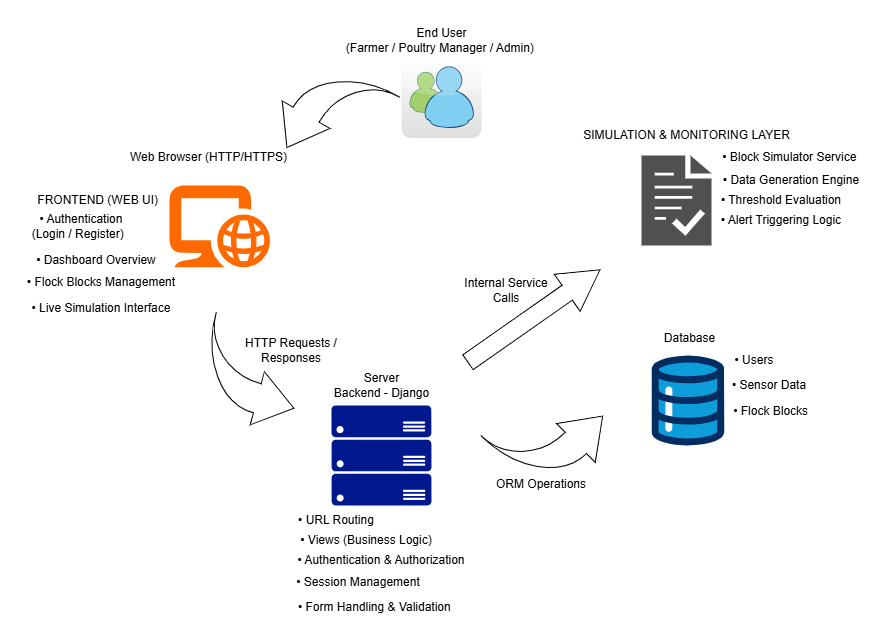 End User
(Farmer / Poultry Manager / Admin)
Web Browser (HTTP/HTTPS)
FRONTEND (WEB UI)
• Authentication
(Login / Register)
• Dashboard Overview
• Flock Blocks Management
• Live Simulation Interface
HTTP Requests /
Responses
Server
Backend - Django
• URL Routing
• Views (Business Logic)
• Authentication & Authorization
• Session Management
• Form Handling & Validation
Internal Service
Calls
SIMULATION & MONITORING LAYER
• Block Simulator Service
• Data Generation Engine
• Threshold Evaluation
• Alert Triggering Logic
ORM Operations
Database
• Users
• Sensor Data
• Flock Blocks